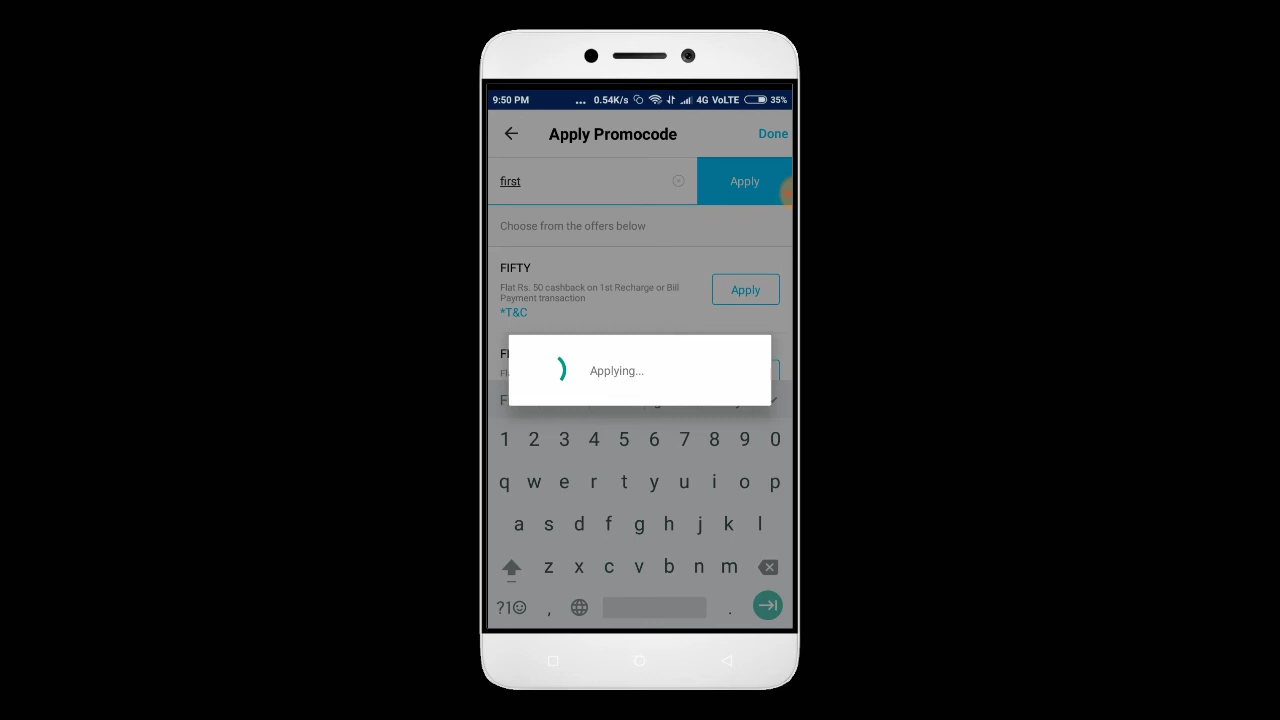 9:50 PM ... 0.54K/s 4G VoLTE 35%
Apply Promocode Done
first Apply
Choose from the offers below
FIFTY
Flat Rs. 50 cashback on 1st Recharge or Bill
Payment transaction
Apply
*T&C
Applying...
1 2 3 4 5 6 7 8 9 0
q w e r t y u i o p
a s d f g h j k l
z x c v b n m
?1☺ , .